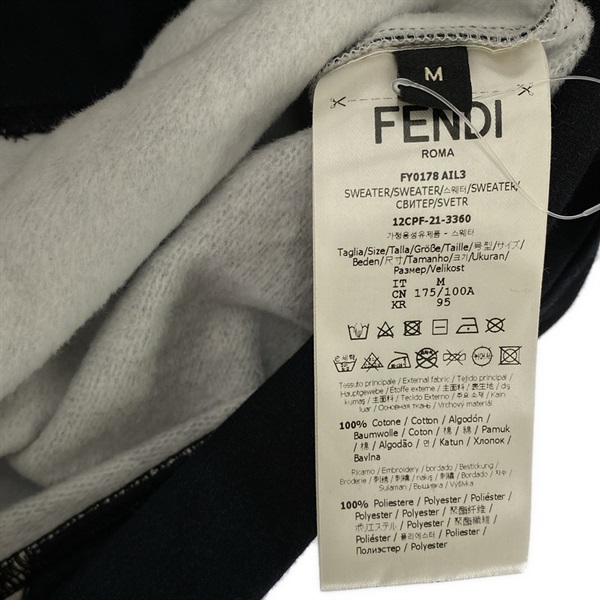 M
FENDI
ROMA
FY0178 AIL3
SWEATER/SWEATER/스웨터/SWEATER/
СВИТЕР/SVETR
12CPF-21-3360
가정용섬유제품 - 스웨터
Taglia/Size/Talla/Größe/Taille/号型/サイズ/
Beden/尺寸/Tamanho/크기/Ukuran/
Размер/Velikost
IT M
CN 175/100A
KR 95
Tessuto principale / External fabric / Tejido principal /
Hauptgewebe / Étoffe externe / 主面料 / 表生地 / dış
kumaş / 主面料 / Tecido Externo / 주요 소재 / Kain
luar / Основная ткань / Vrchový materiál
100% Cotone / Cotton / Algodón /
Baumwolle / Coton / 棉 / 綿 / Pamuk
/ 棉 / Algodão / 면 / Katun / Хлопок /
Bavlna
Ricamo / Embroidery / bordado / Bestickung /
Broderie / 刺绣 / 刺繍 / nakış / 刺繡 / Bordado / 자수 /
Sulaman / Вышивка / Výšivka
100% Poliestere / Polyester / Poliéster
/ Polyester / Polyester / 聚酯纤维 /
ポリエステル / Polyester / 聚酯纖維 /
Poliéster / 폴리에스터 / Poliester /
Полиэстер / Polyester